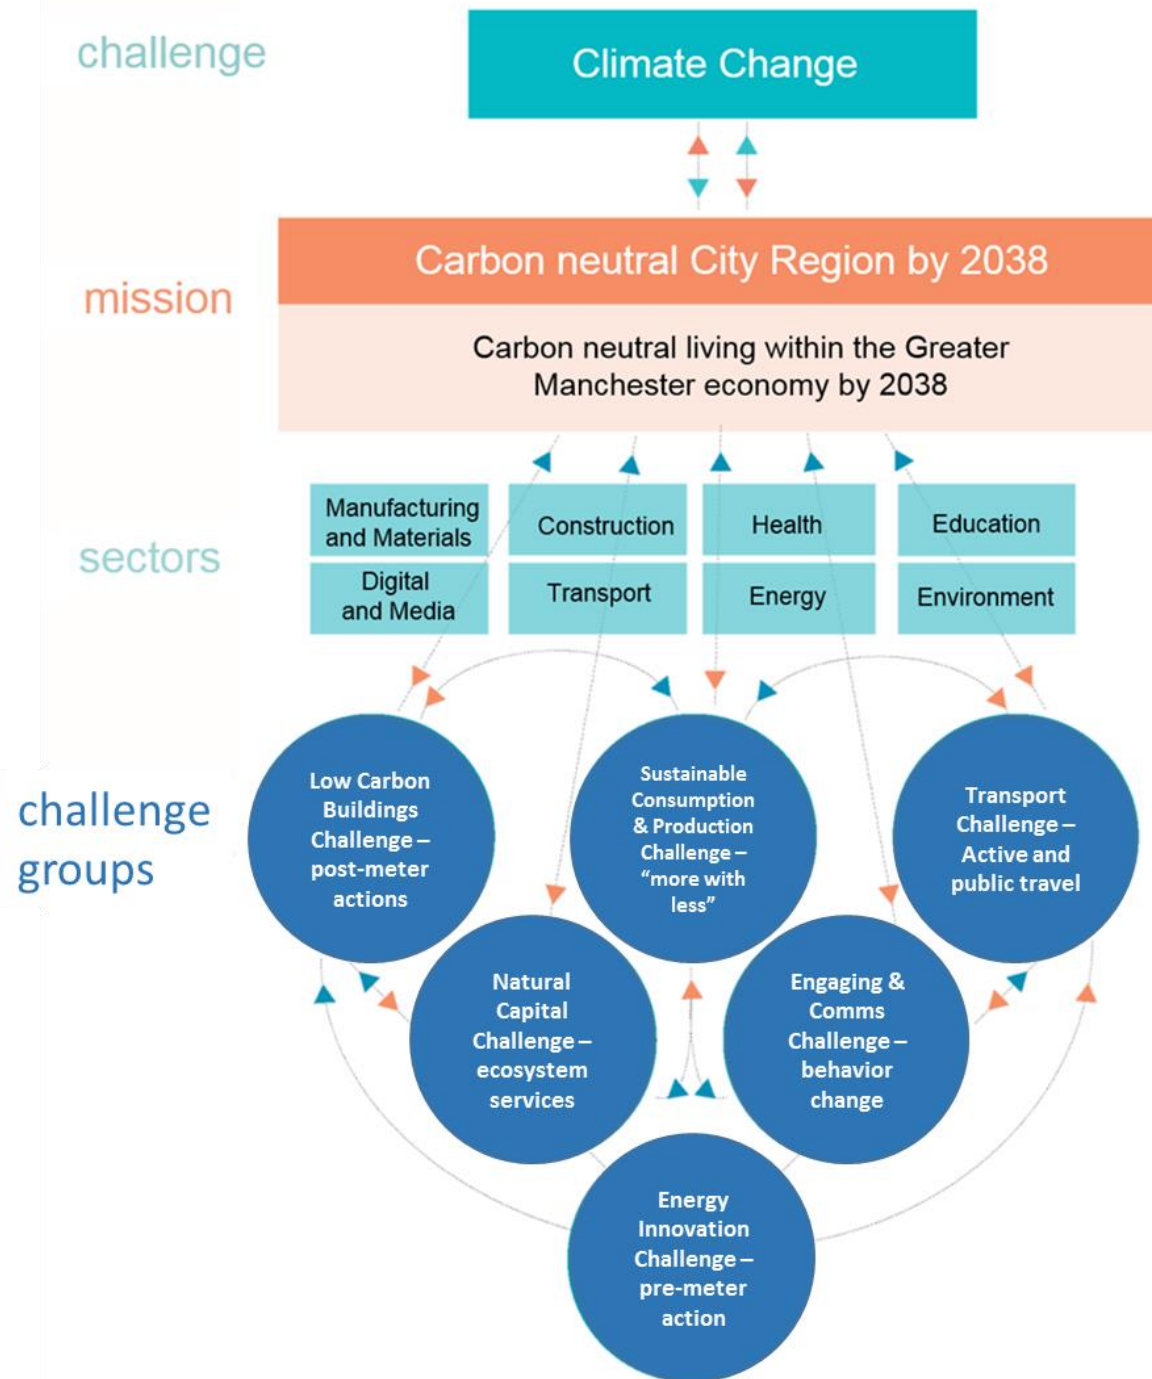 challenge
Climate Change
mission
Carbon neutral City Region by 2038
Carbon neutral living within the Greater
Manchester economy by 2038
sectors
Manufacturing
and Materials
Construction
Health
Education
Digital
and Media
Transport
Energy
Environment
challenge
groups
Low Carbon
Buildings
Challenge –
post-meter
actions
Sustainable
Consumption
& Production
Challenge –
“more with
less”
Transport
Challenge –
Active and
public travel
Natural
Capital
Challenge –
ecosystem
services
Engaging &
Comms
Challenge –
behavior
change
Energy
Innovation
Challenge –
pre-meter
action